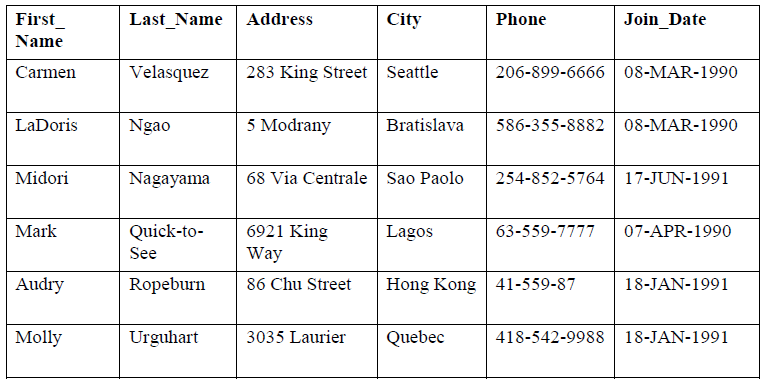 First_ Name Last_Name Address City Phone Join_Date
Carmen Velasquez 283 King Street Seattle 206-899-6666 08-MAR-1990
LaDoris Ngao 5 Modrany Bratislava 586-355-8882 08-MAR-1990
Midori Nagayama 68 Via Centrale Sao Paolo 254-852-5764 17-JUN-1991
Mark Quick-to-See 6921 King Way Lagos 63-559-7777 07-APR-1990
Audry Ropeburn 86 Chu Street Hong Kong 41-559-87 18-JAN-1991
Molly Urguhart 3035 Laurier Quebec 418-542-9988 18-JAN-1991